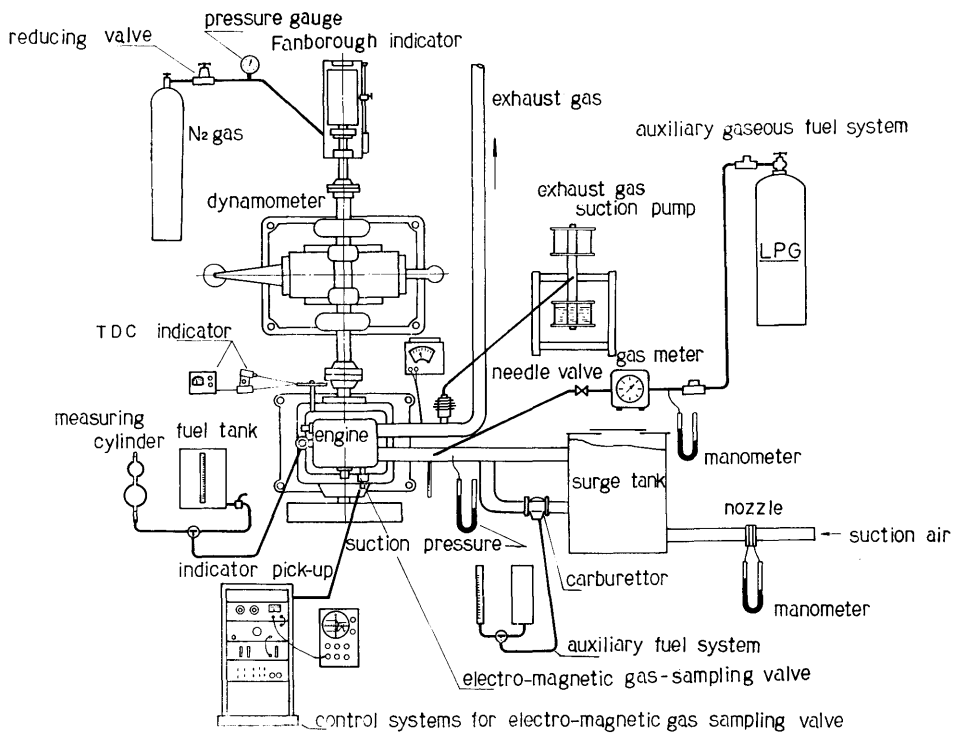 pressure gauge
reducing valve
Fanborough indicator
exhaust gas
auxiliary gaseous fuel system
N2 gas
exhaust gas
suction pump
dynamometer
LPG
TDC indicator
gas meter
needle valve
measuring
cylinder
fuel tank
engine
manometer
surge tank
nozzle
suction air
suction pressure
indicator pick-up
carburettor
manometer
auxiliary fuel system
electro-magnetic gas-sampling valve
control systems for electro-magnetic gas sampling valve